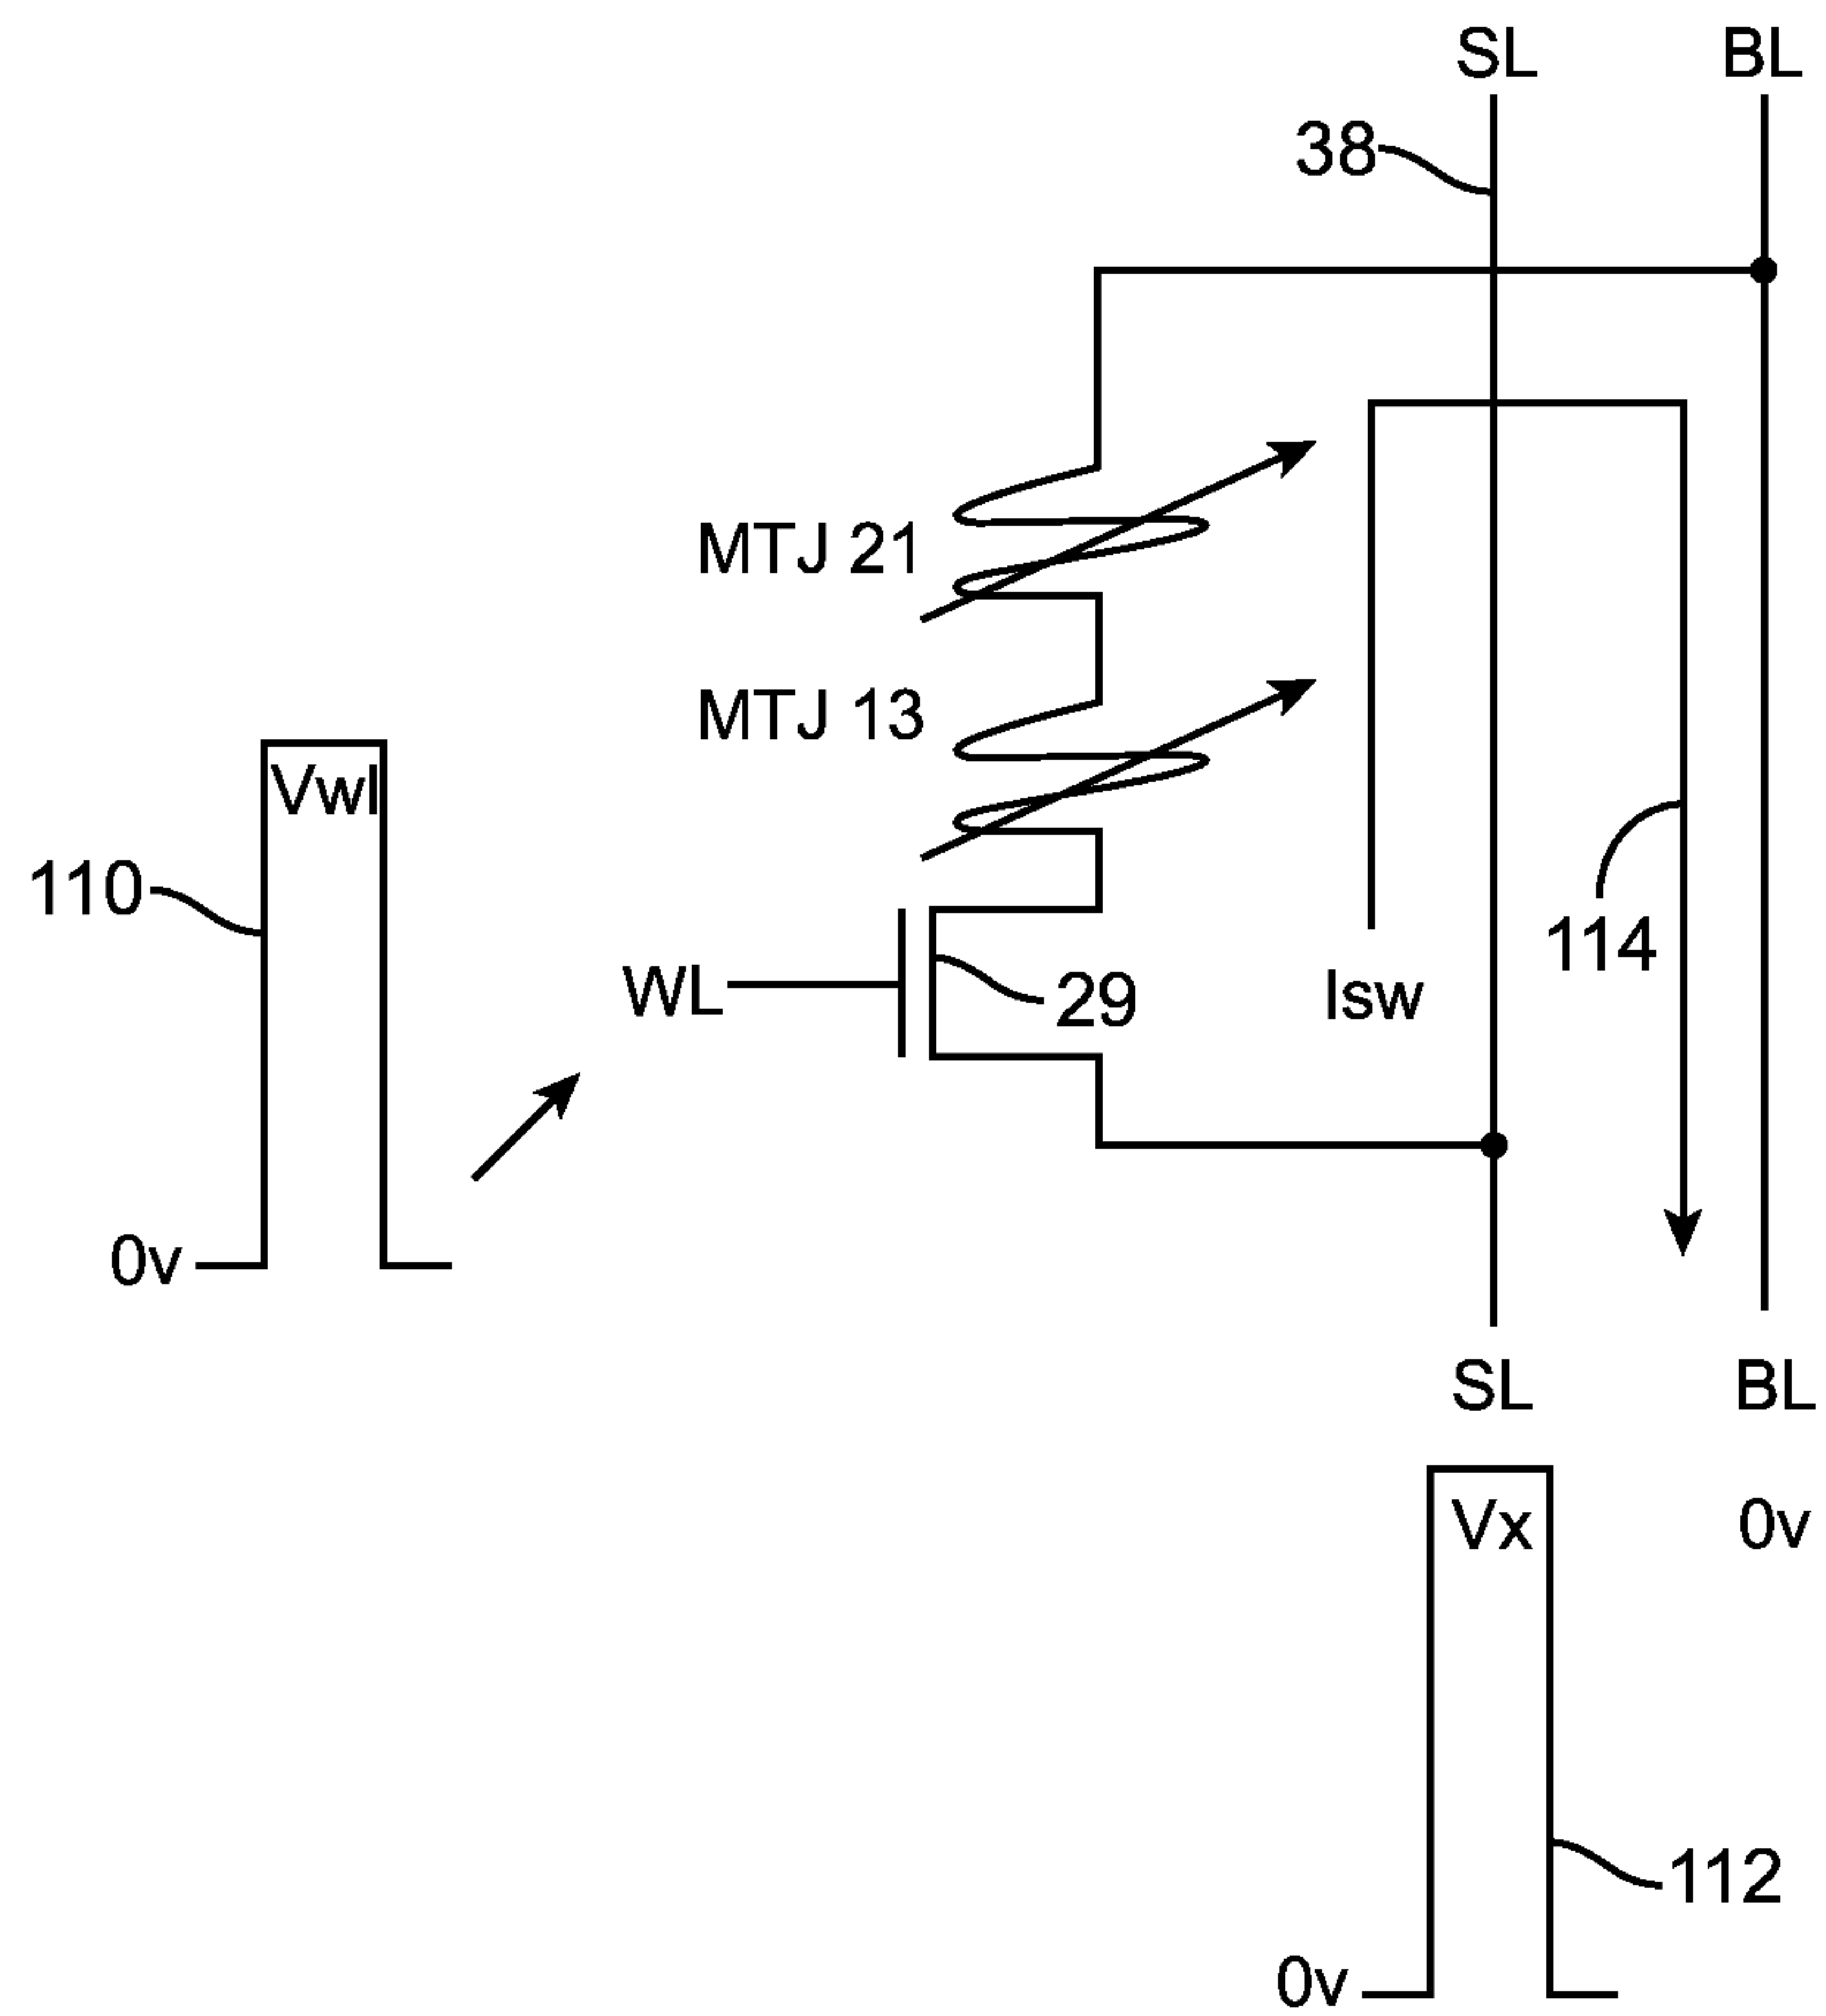 SL BL
38
MTJ 21
MTJ 13
Vwl
110
114
WL
29
Isw
0v
SL BL
Vx 0v
112
0v